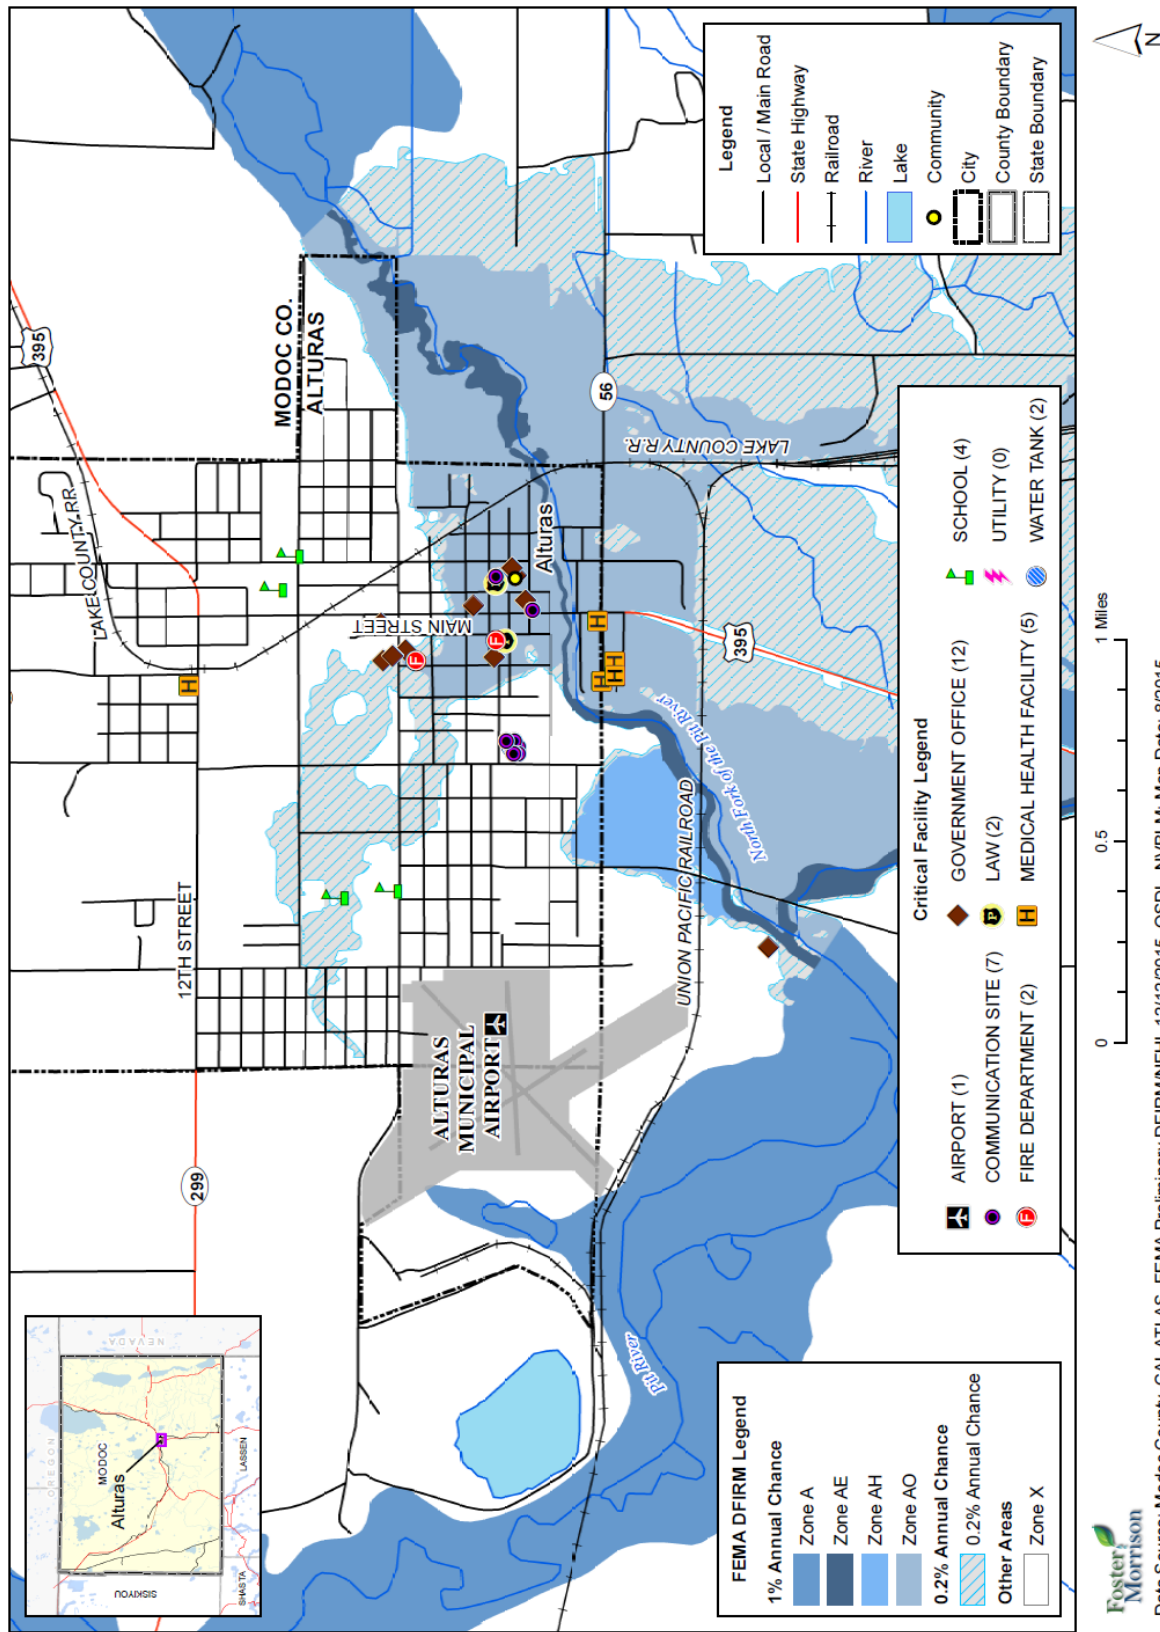 OREGON
NEVADA
MODOC
Alturas
SISKIYOU
SHASTA
LASSEN
299
12TH STREET
LAKE COUNTY RR
395
MODOC CO.
ALTURAS
MAIN STREET
ALTURAS
MUNICIPAL
AIRPORT
Alturas
56
LAKE COUNTY R.R.
UNION PACIFIC RAILROAD
North Fork of the Pit River
395
Pit River
FEMA DFIRM Legend
1% Annual Chance
Zone A
Zone AE
Zone AH
Zone AO
0.2% Annual Chance
0.2% Annual Chance
Other Areas
Zone X
Critical Facility Legend
AIRPORT (1)
COMMUNICATION SITE (7)
FIRE DEPARTMENT (2)
GOVERNMENT OFFICE (12)
LAW (2)
MEDICAL HEALTH FACILITY (5)
SCHOOL (4)
UTILITY (0)
WATER TANK (2)
Legend
Local / Main Road
State Highway
Railroad
River
Lake
Community
City
County Boundary
State Boundary
Foster
Morrison
0
0.5
1 Miles
N